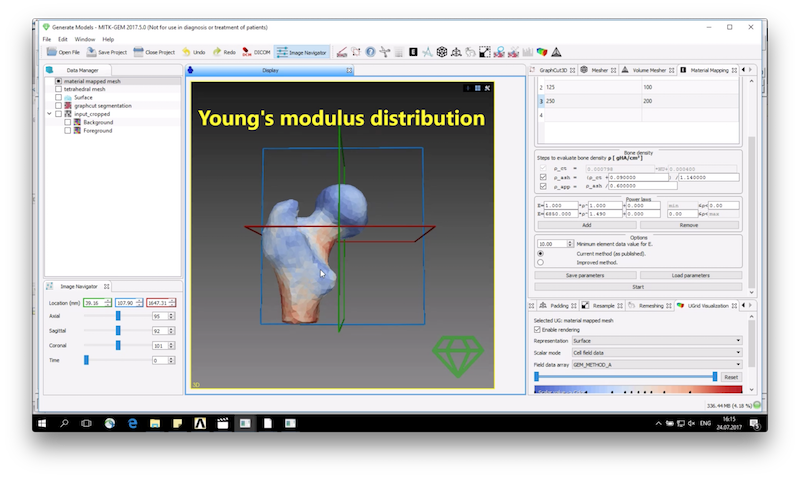 Generate Models - MITK-GEM 2017.5.0 (Not for use in diagnosis or treatment of patients)
File Edit Window Help
Open File Save Project Close Project Undo Redo DICOM Image Navigator
Data Manager
material mapped mesh
tetrahedral mesh
Surface
graphcut segmentation
input_cropped
Background
Foreground
Image Navigator
Location (mm) 39.16 107.90 1647.31
Axial 95
Sagittal 92
Coronal 101
Time 0
Display
Young's modulus distribution
3D
GraphCut3D Mesher Volume Mesher Material Mapping
2 125 100
3 250 200
4
Bone density
Steps to evaluate bone density ρ [ gHA/cm³ ]
ρ_ct = 0.000798 *HU+ 0.000400
ρ_ash = (ρ_ct + 0.090000 ) / 1.140000
ρ_app = ρ_ash / 0.600000
Power laws
E= 1.000 *ρ^ 1.000 + 0.000 min ≤ρ< 0.00
E= 6850.000 *ρ^ 1.490 + 0.000 0.00 ≤ρ< max
Add Remove
Options
10.00 Minimum element data value for E.
Current method (as published).
Improved method.
Save parameters Load parameters
Start
Padding Resample Remeshing UGrid Visualization
Selected UG: material mapped mesh
Enable rendering
Representation Surface
Scalar mode Cell field data
Field data array GEM_METHOD_A
Reset
336.44 MB (4.18 %)
ENG
16:15
24.07.2017